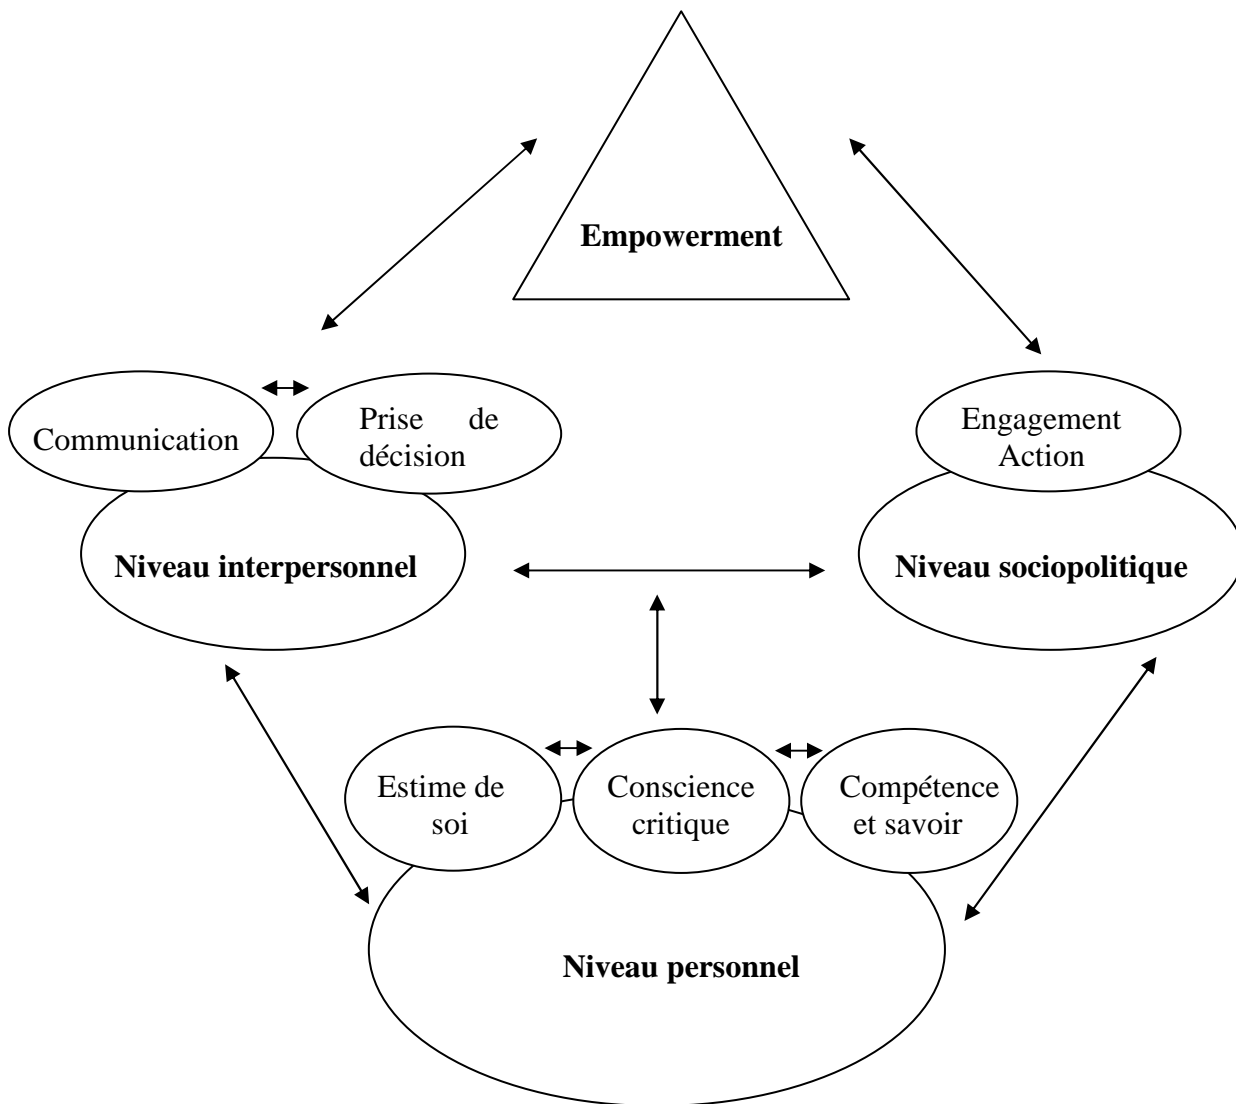 Empowerment
Communication
Prise de
décision
Engagement
Action
Niveau interpersonnel
Niveau sociopolitique
Estime de
soi
Conscience
critique
Compétence
et savoir
Niveau personnel